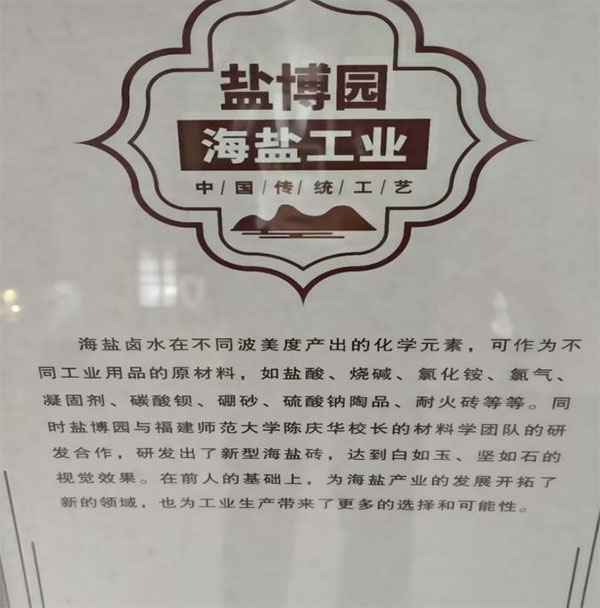 盐博园
海盐工业
中/国/传/统/工/艺
海盐卤水在不同波美度产出的化学元素，可作为不
同工业用品的原材料，如盐酸、烧碱、氯化铵、氯气、
凝固剂、碳酸钡、硼砂、硫酸钠陶品、耐火砖等等。同
时盐博园与福建师范大学陈庆华校长的材料学团队的研
发合作，研发出了新型海盐砖，达到白如玉、坚如石的
视觉效果。在前人的基础上，为海盐产业的发展开拓了
新的领域，也为工业生产带来了更多的选择和可能性。